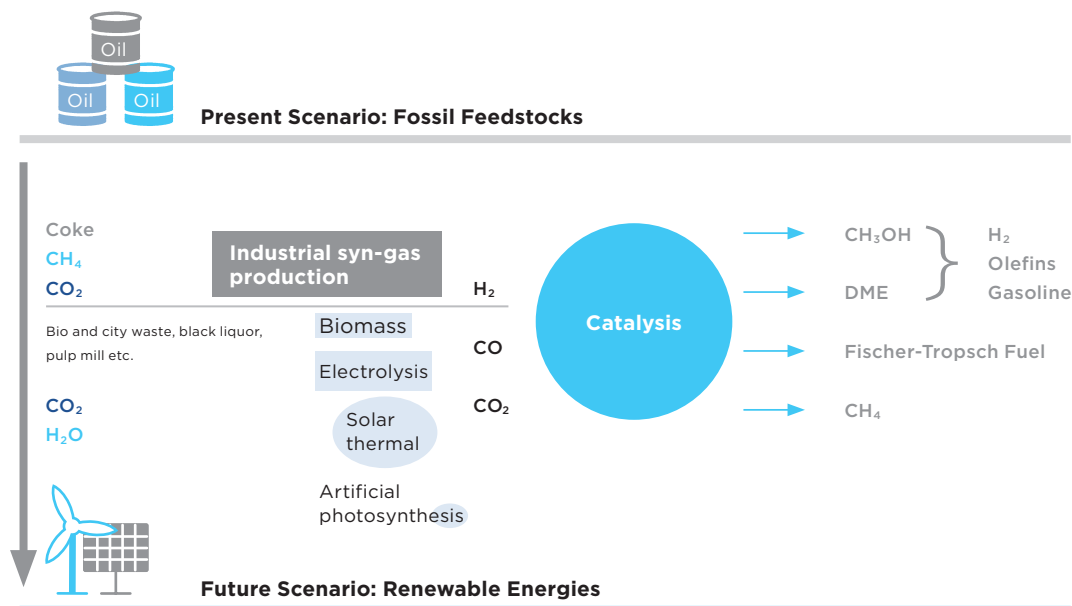 Oil
Oil
Oil
Present Scenario: Fossil Feedstocks
Coke
CH₄
CO₂
Industrial syn-gas
production
H₂
Bio and city waste, black liquor,
pulp mill etc.
Biomass
Electrolysis
CO
CO₂
H₂O
Solar
thermal
CO₂
Artificial
photosynthesis
Catalysis
CH₃OH
DME
H₂
Olefins
Gasoline
Fischer-Tropsch Fuel
CH₄
Future Scenario: Renewable Energies